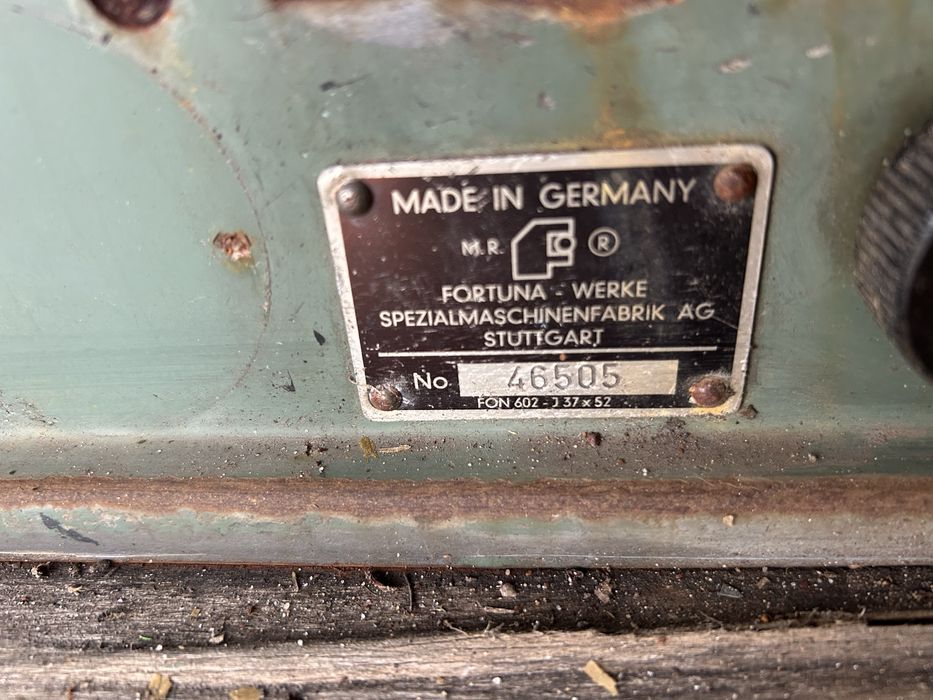 MADE IN GERMANY
M.R. ®
FORTUNA - WERKE
SPEZIALMASCHINENFABRIK AG
STUTTGART
No 46505
FON 602 - J 37 x 52